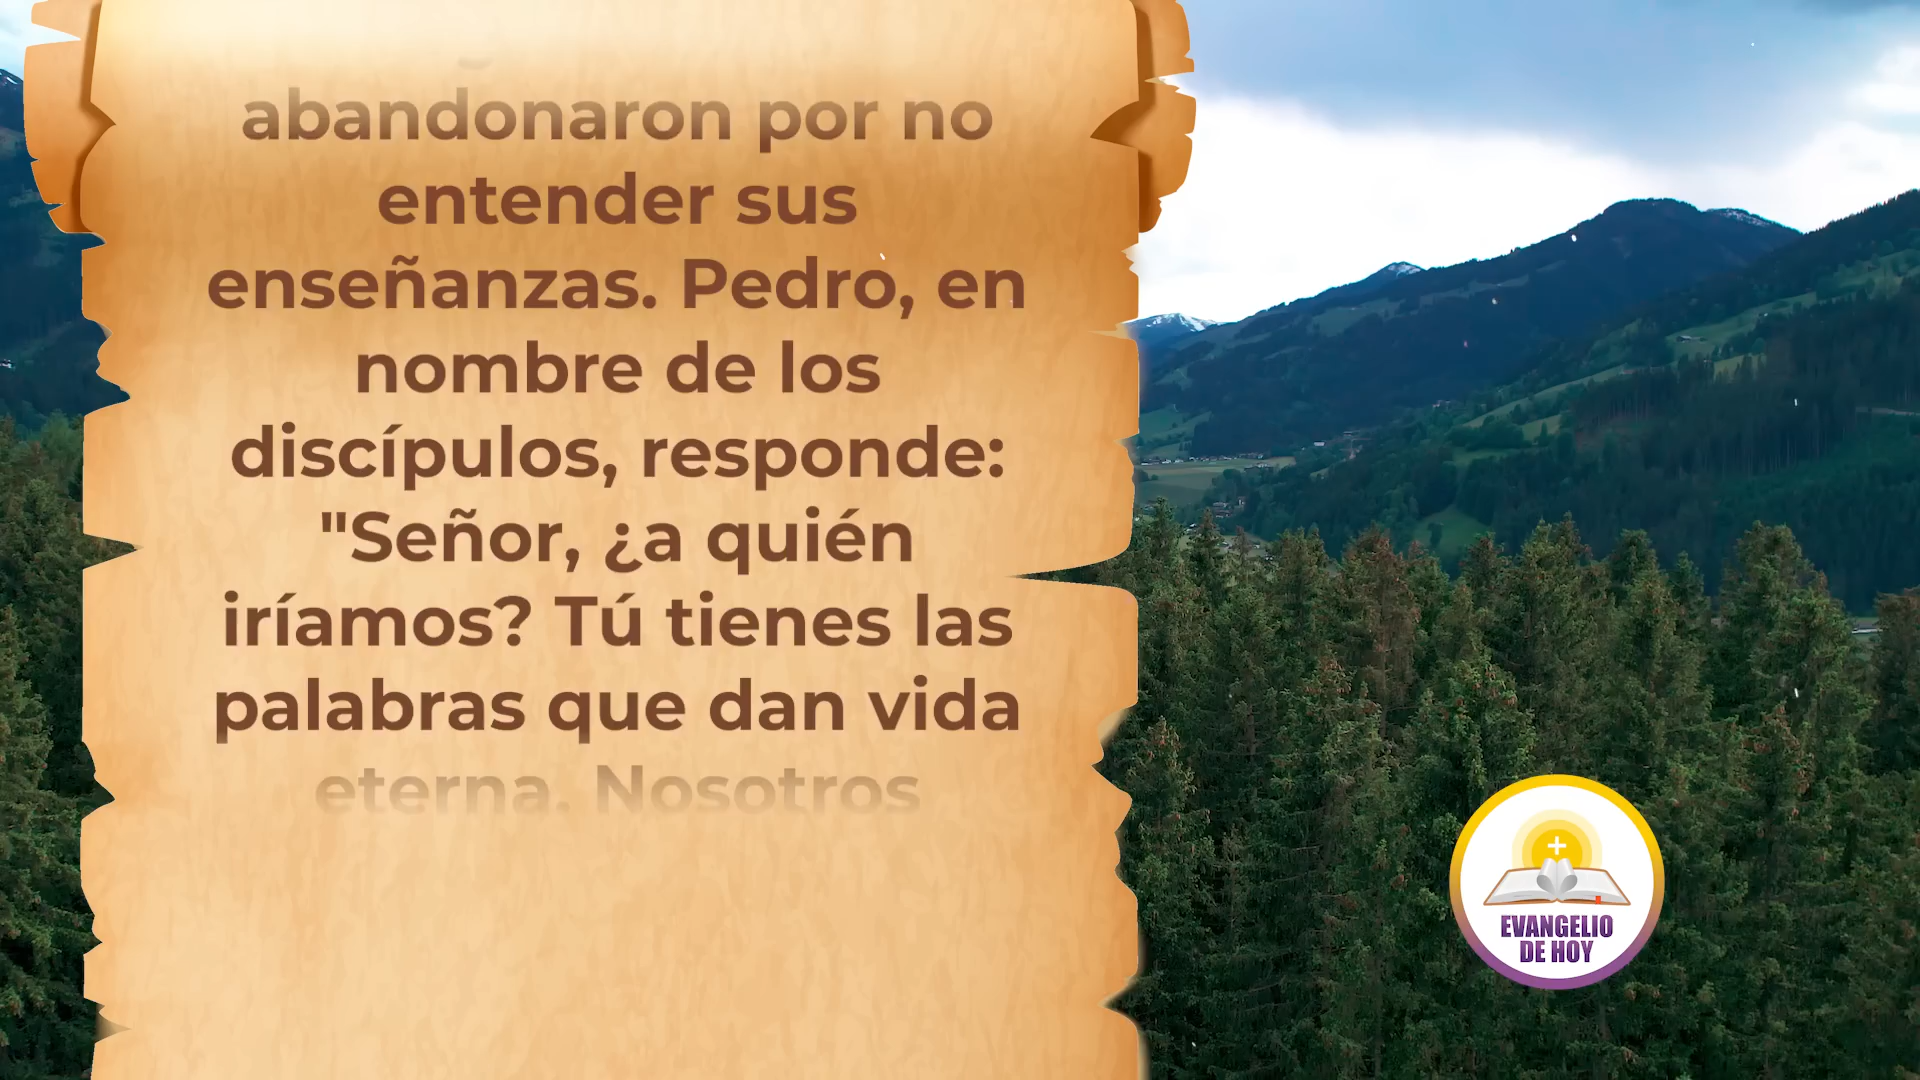 abandonaron por no
entender sus
enseñanzas. Pedro, en
nombre de los
discípulos, responde:
"Señor, ¿a quién
iríamos? Tú tienes las
palabras que dan vida
eterna. Nosotros
EVANGELIO
DE HOY